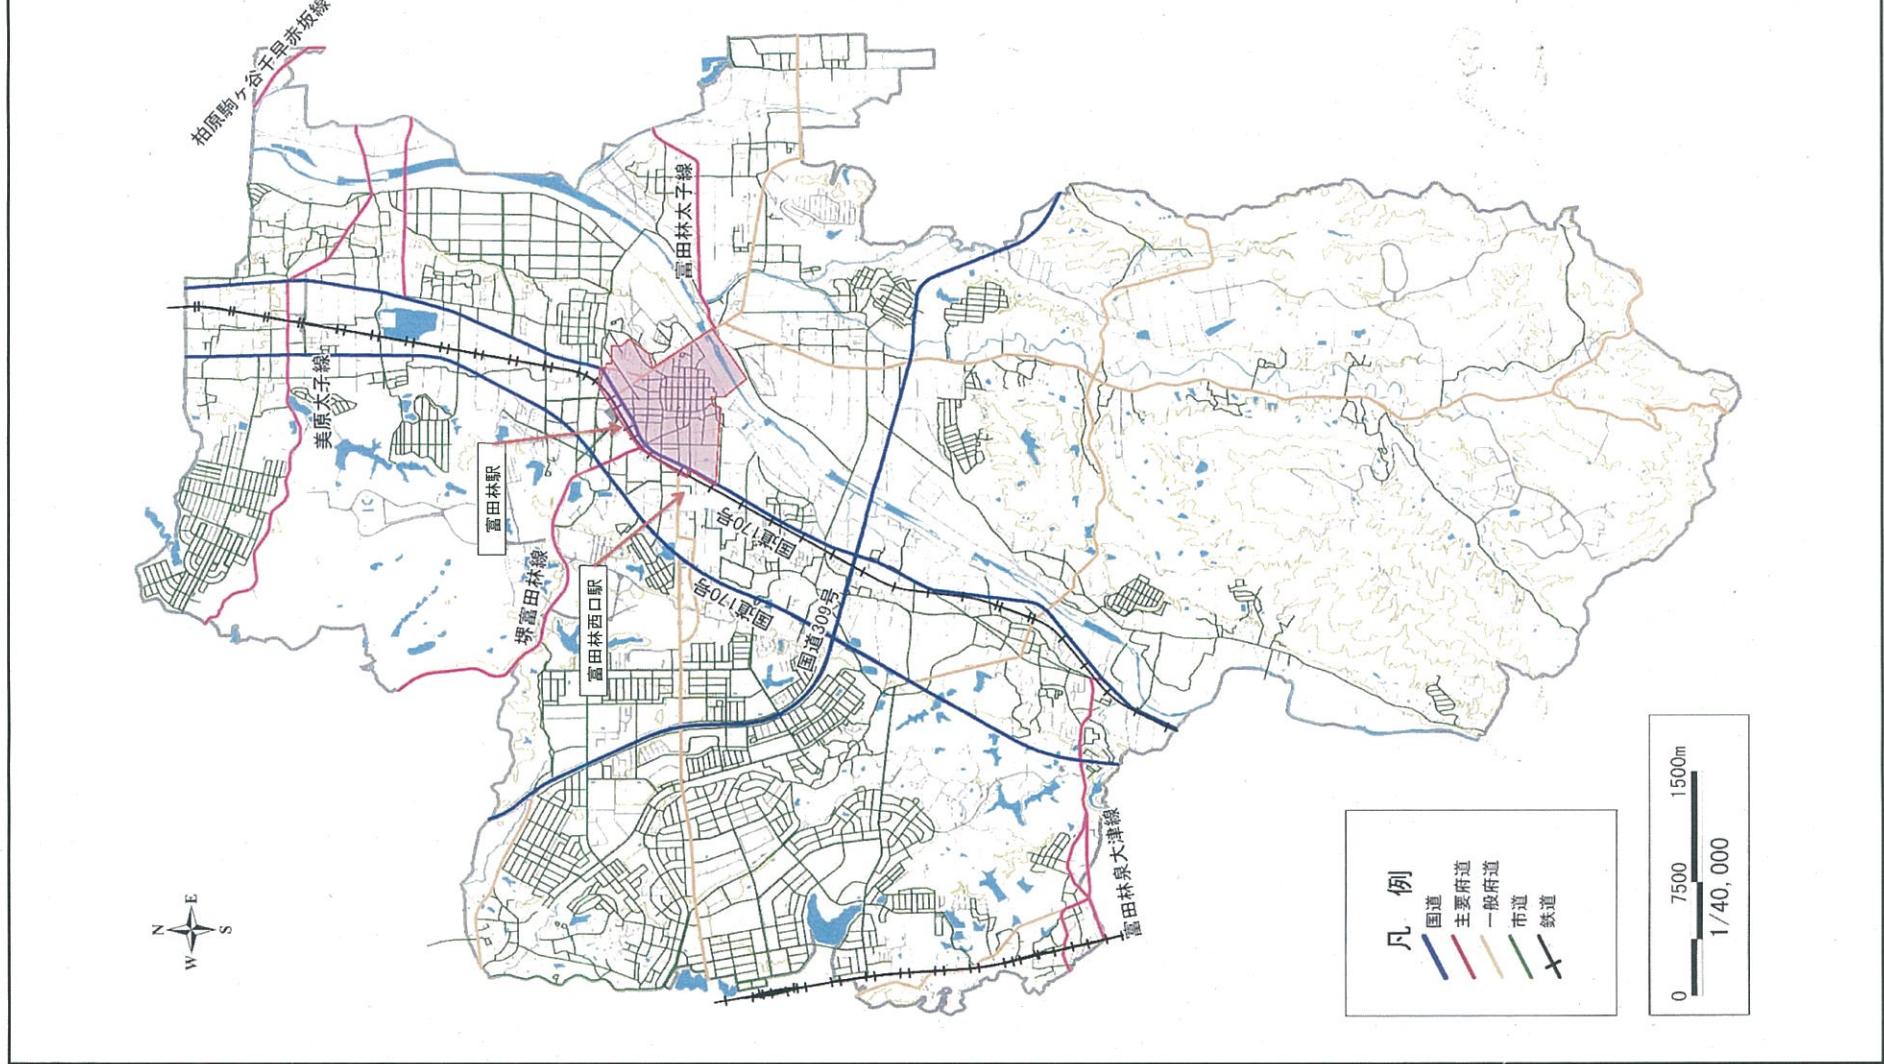 柏原駒ヶ谷千早赤坂線
富田林太子線
美原太子線
富田林駅
堺富田林線
富田林西口駅
国道170号
国道170号
国道309号
IC
富田林泉大津線
N
W
E
S
凡 例
国道
主要府道
一般府道
市道
鉄道
0 7500 1500m
1/40,000